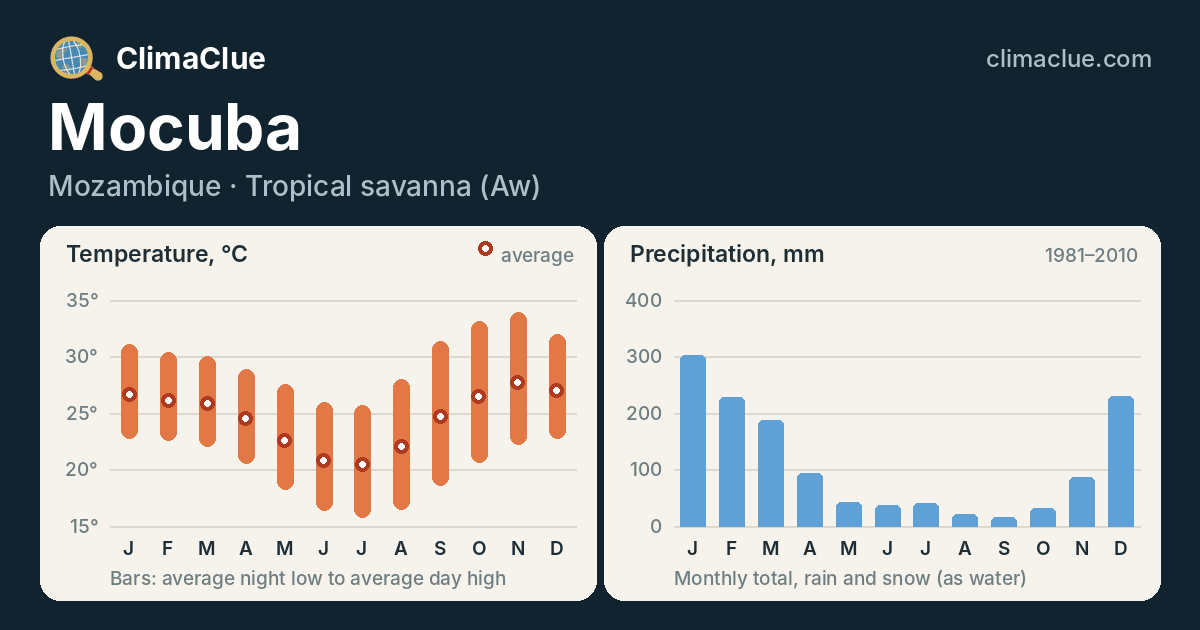 ClimaClue
climaclue.com
Mocuba
Mozambique · Tropical savanna (Aw)
Temperature, °C
average
35°
30°
25°
20°
15°
J F M A M J J A S O N D
Bars: average night low to average day high
Precipitation, mm
1981–2010
400
300
200
100
0
J F M A M J J A S O N D
Monthly total, rain and snow (as water)